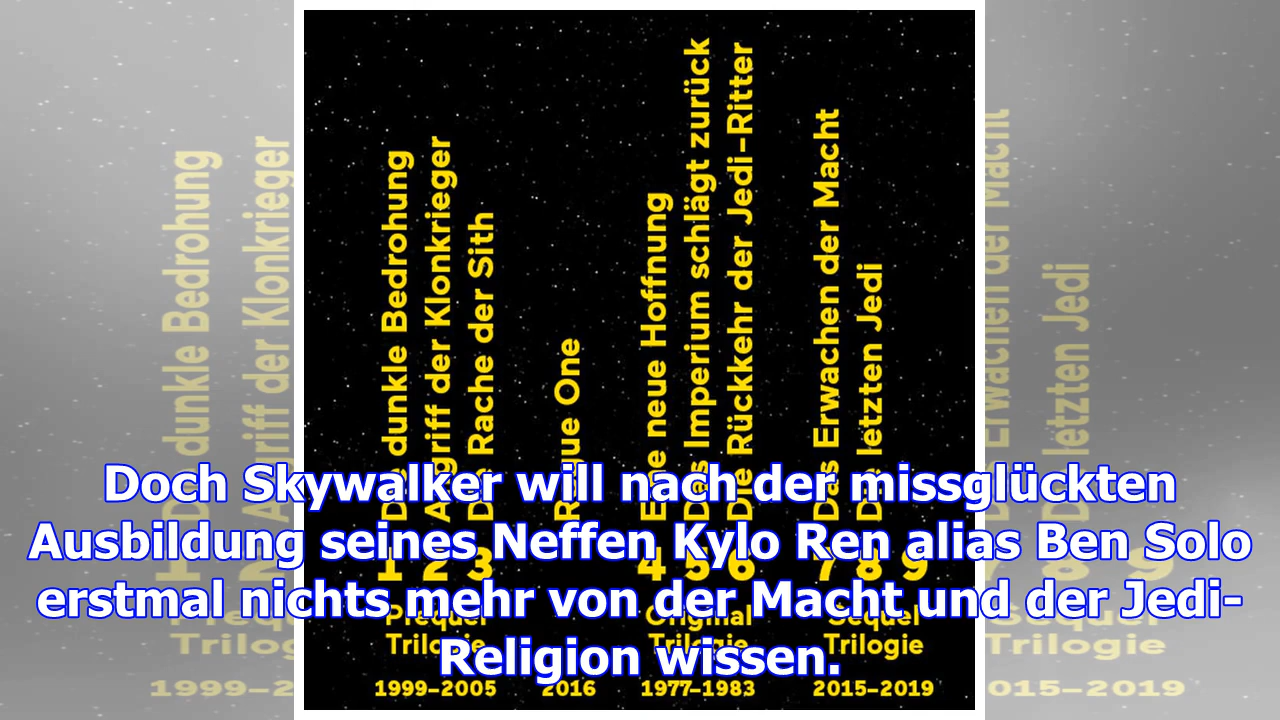 Die dunkle Bedrohung
Angriff der Klonkrieger
Die Rache der Sith
Rogue One
Eine neue Hoffnung
Das Imperium schlägt zurück
Die Rückkehr der Jedi-Ritter
Das Erwachen der Macht
Die letzten Jedi
Doch Skywalker will nach der missglückten
Ausbildung seines Neffen Kylo Ren alias Ben Solo
erstmal nichts mehr von der Macht und der Jedi-
Religion wissen.
1 2 3
4 5 6
7 8 9
Prequel
Trilogie
Original
Trilogie
Sequel
Trilogie
1999–2005
2016
1977–1983
2015–2019